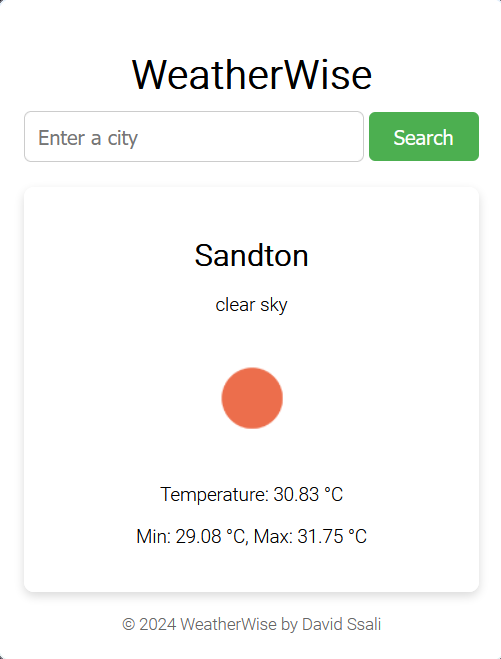 WeatherWise
Enter a city Search
Sandton
clear sky
Temperature: 30.83 °C
Min: 29.08 °C, Max: 31.75 °C
© 2024 WeatherWise by David Ssali